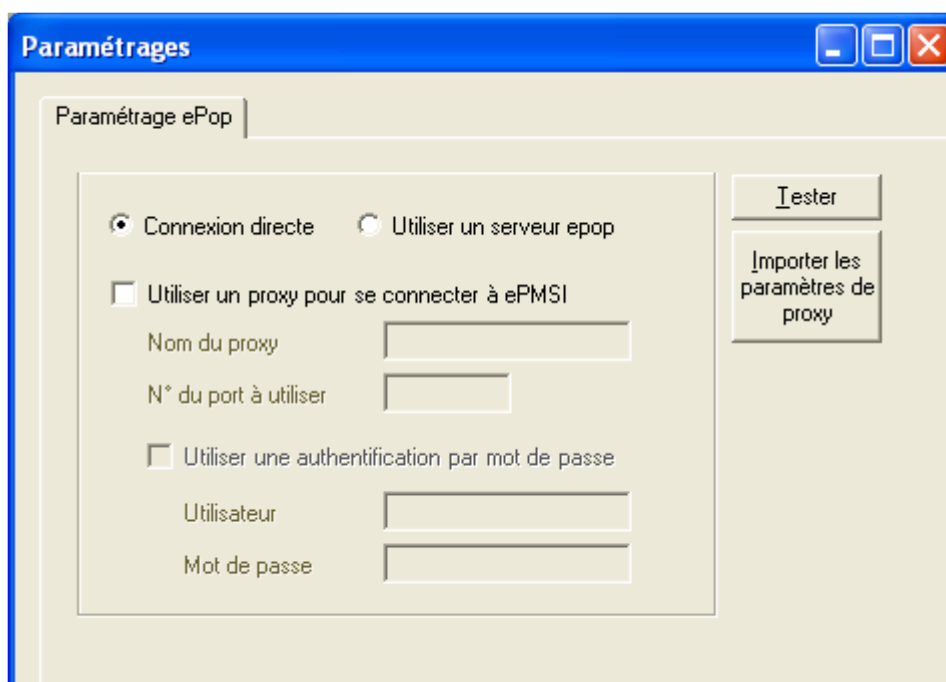 Paramétrages
Paramétrage ePop
Connexion directe
Utiliser un serveur epop
Tester
Importer les
paramètres de
proxy
Utiliser un proxy pour se connecter à ePMSI
Nom du proxy
N° du port à utiliser
Utiliser une authentification par mot de passe
Utilisateur
Mot de passe